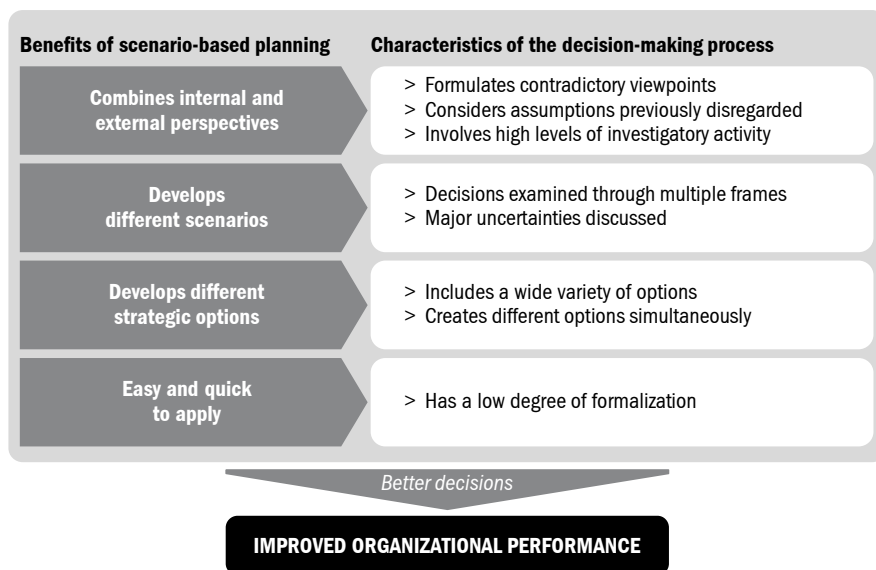 Benefits of scenario-based planning
Characteristics of the decision-making process
Combines internal and
external perspectives
> Formulates contradictory viewpoints
> Considers assumptions previously disregarded
> Involves high levels of investigatory activity
Develops
different scenarios
> Decisions examined through multiple frames
> Major uncertainties discussed
Develops different
strategic options
> Includes a wide variety of options
> Creates different options simultaneously
Easy and quick
to apply
> Has a low degree of formalization
Better decisions
IMPROVED ORGANIZATIONAL PERFORMANCE